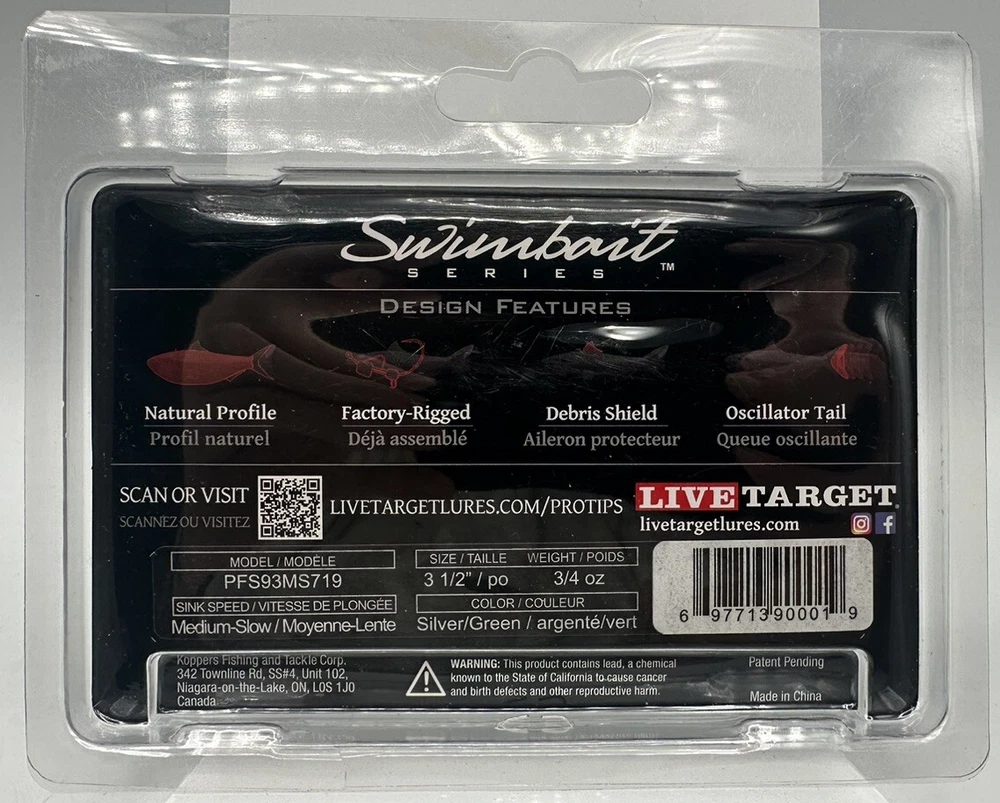 Swimbait
SERIES ™
DESIGN FEATURES
Natural Profile
Profil naturel
Factory-Rigged
Déjà assemblé
Debris Shield
Aileron protecteur
Oscillator Tail
Queue oscillante
SCAN OR VISIT
SCANNEZ OU VISITEZ
LIVETARGETLURES.COM/PROTIPS
LIVETARGET®
livetargetlures.com
MODEL / MODÈLE
PFS93MS719
SINK SPEED / VITESSE DE PLONGÉE
Medium-Slow / Moyenne-Lente
SIZE / TAILLE WEIGHT / POIDS
3 1/2" / po 3/4 oz
COLOR / COULEUR
Silver/Green / argenté/vert
6 97713 90001 9
Koppers Fishing and Tackle Corp.
342 Townline Rd, SS#4, Unit 102,
Niagara-on-the-Lake, ON, L0S 1J0
Canada
WARNING: This product contains lead, a chemical
known to the State of California to cause cancer
and birth defects and other reproductive harm.
Patent Pending
Made in China